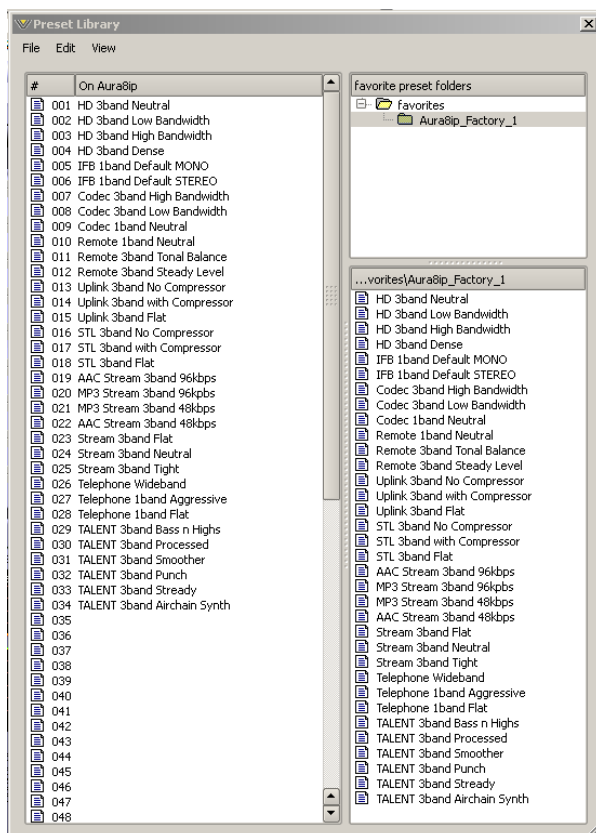 Preset Library
File Edit View
# On Aura8ip
001 HD 3band Neutral
002 HD 3band Low Bandwidth
003 HD 3band High Bandwidth
004 HD 3band Dense
005 IFB 1band Default MONO
006 IFB 1band Default STEREO
007 Codec 3band High Bandwidth
008 Codec 3band Low Bandwidth
009 Codec 1band Neutral
010 Remote 1band Neutral
011 Remote 3band Tonal Balance
012 Remote 3band Steady Level
013 Uplink 3band No Compressor
014 Uplink 3band with Compressor
015 Uplink 3band Flat
016 STL 3band No Compressor
017 STL 3band with Compressor
018 STL 3band Flat
019 AAC Stream 3band 96kbps
020 MP3 Stream 3band 96kpbs
021 MP3 Stream 3band 48kbps
022 AAC Stream 3band 48kbps
023 Stream 3band Flat
024 Stream 3band Neutral
025 Stream 3band Tight
026 Telephone Wideband
027 Telephone 1band Aggressive
028 Telephone 1band Flat
029 TALENT 3band Bass n Highs
030 TALENT 3band Processed
031 TALENT 3band Smoother
032 TALENT 3band Punch
033 TALENT 3band Stready
034 TALENT 3band Airchain Synth
035
036
037
038
039
040
041
042
043
044
045
046
047
048
favorite preset folders
favorites
Aura8ip_Factory_1
...vorites\Aura8ip_Factory_1
HD 3band Neutral
HD 3band Low Bandwidth
HD 3band High Bandwidth
HD 3band Dense
IFB 1band Default MONO
IFB 1band Default STEREO
Codec 3band High Bandwidth
Codec 3band Low Bandwidth
Codec 1band Neutral
Remote 1band Neutral
Remote 3band Tonal Balance
Remote 3band Steady Level
Uplink 3band No Compressor
Uplink 3band with Compressor
Uplink 3band Flat
STL 3band No Compressor
STL 3band with Compressor
STL 3band Flat
AAC Stream 3band 96kbps
MP3 Stream 3band 96kpbs
MP3 Stream 3band 48kbps
AAC Stream 3band 48kbps
Stream 3band Flat
Stream 3band Neutral
Stream 3band Tight
Telephone Wideband
Telephone 1band Aggressive
Telephone 1band Flat
TALENT 3band Bass n Highs
TALENT 3band Processed
TALENT 3band Smoother
TALENT 3band Punch
TALENT 3band Stready
TALENT 3band Airchain Synth